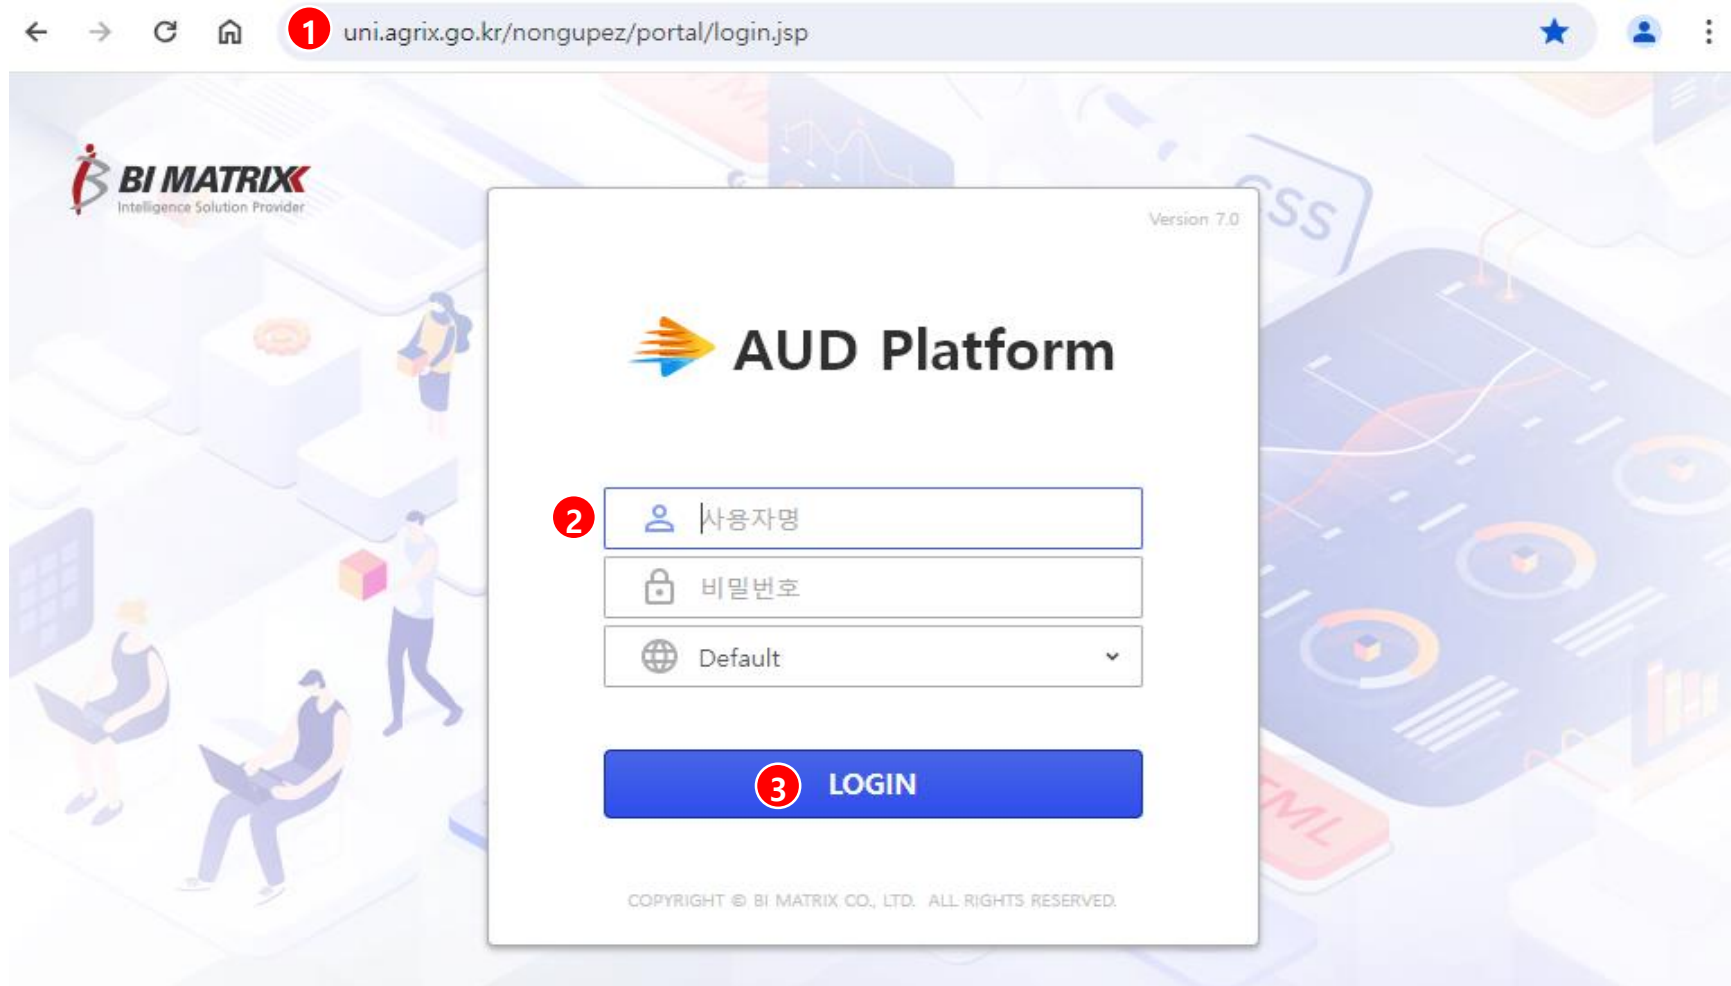 1 uni.agrix.go.kr/nongupez/portal/login.jsp
BI MATRIX
Intelligence Solution Provider
Version 7.0
CSS
AUD Platform
2 사용자명
비밀번호
Default
3 LOGIN
HTML
COPYRIGHT © BI MATRIX CO., LTD. ALL RIGHTS RESERVED.